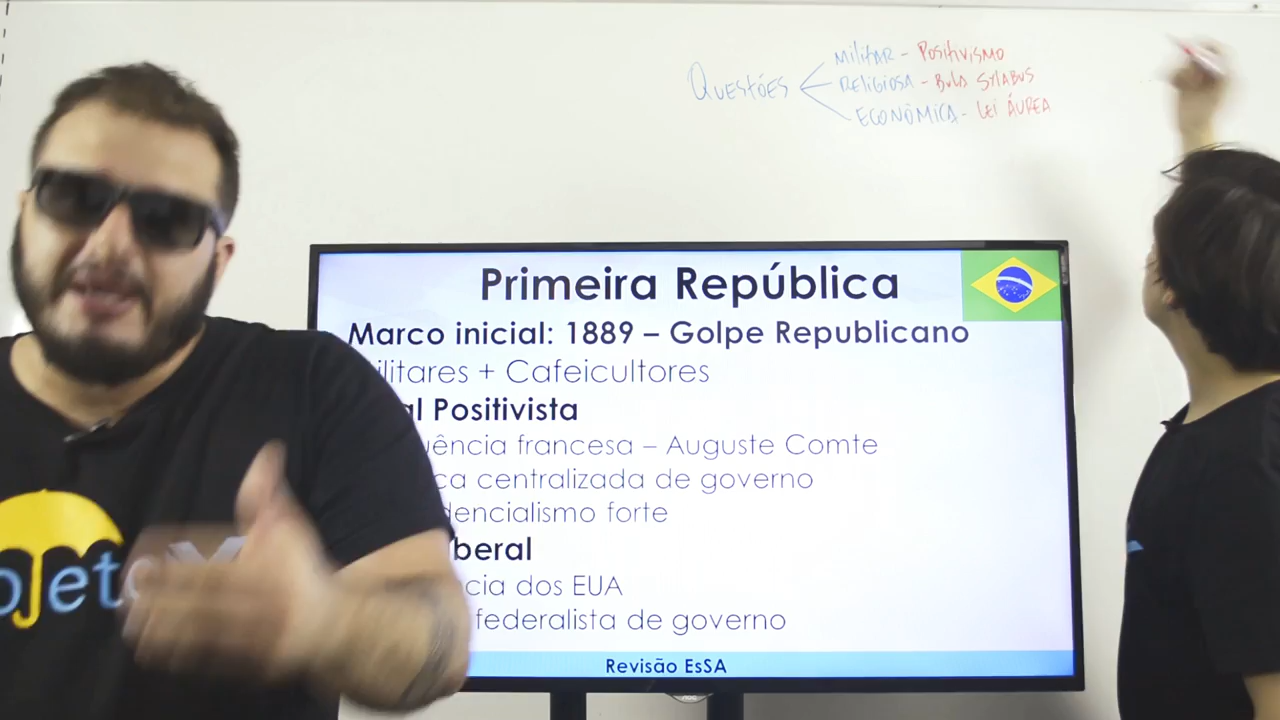 Questões
Militar - Positivismo
Religiosa - Bula Sylabus
Econômica - Lei Áurea
Primeira República
Marco inicial: 1889 – Golpe Republicano
ilitares + Cafeicultores
al Positivista
uência francesa – Auguste Comte
ca centralizada de governo
dencialismo forte
beral
cia dos EUA
federalista de governo
Revisão EsSA
ojeto